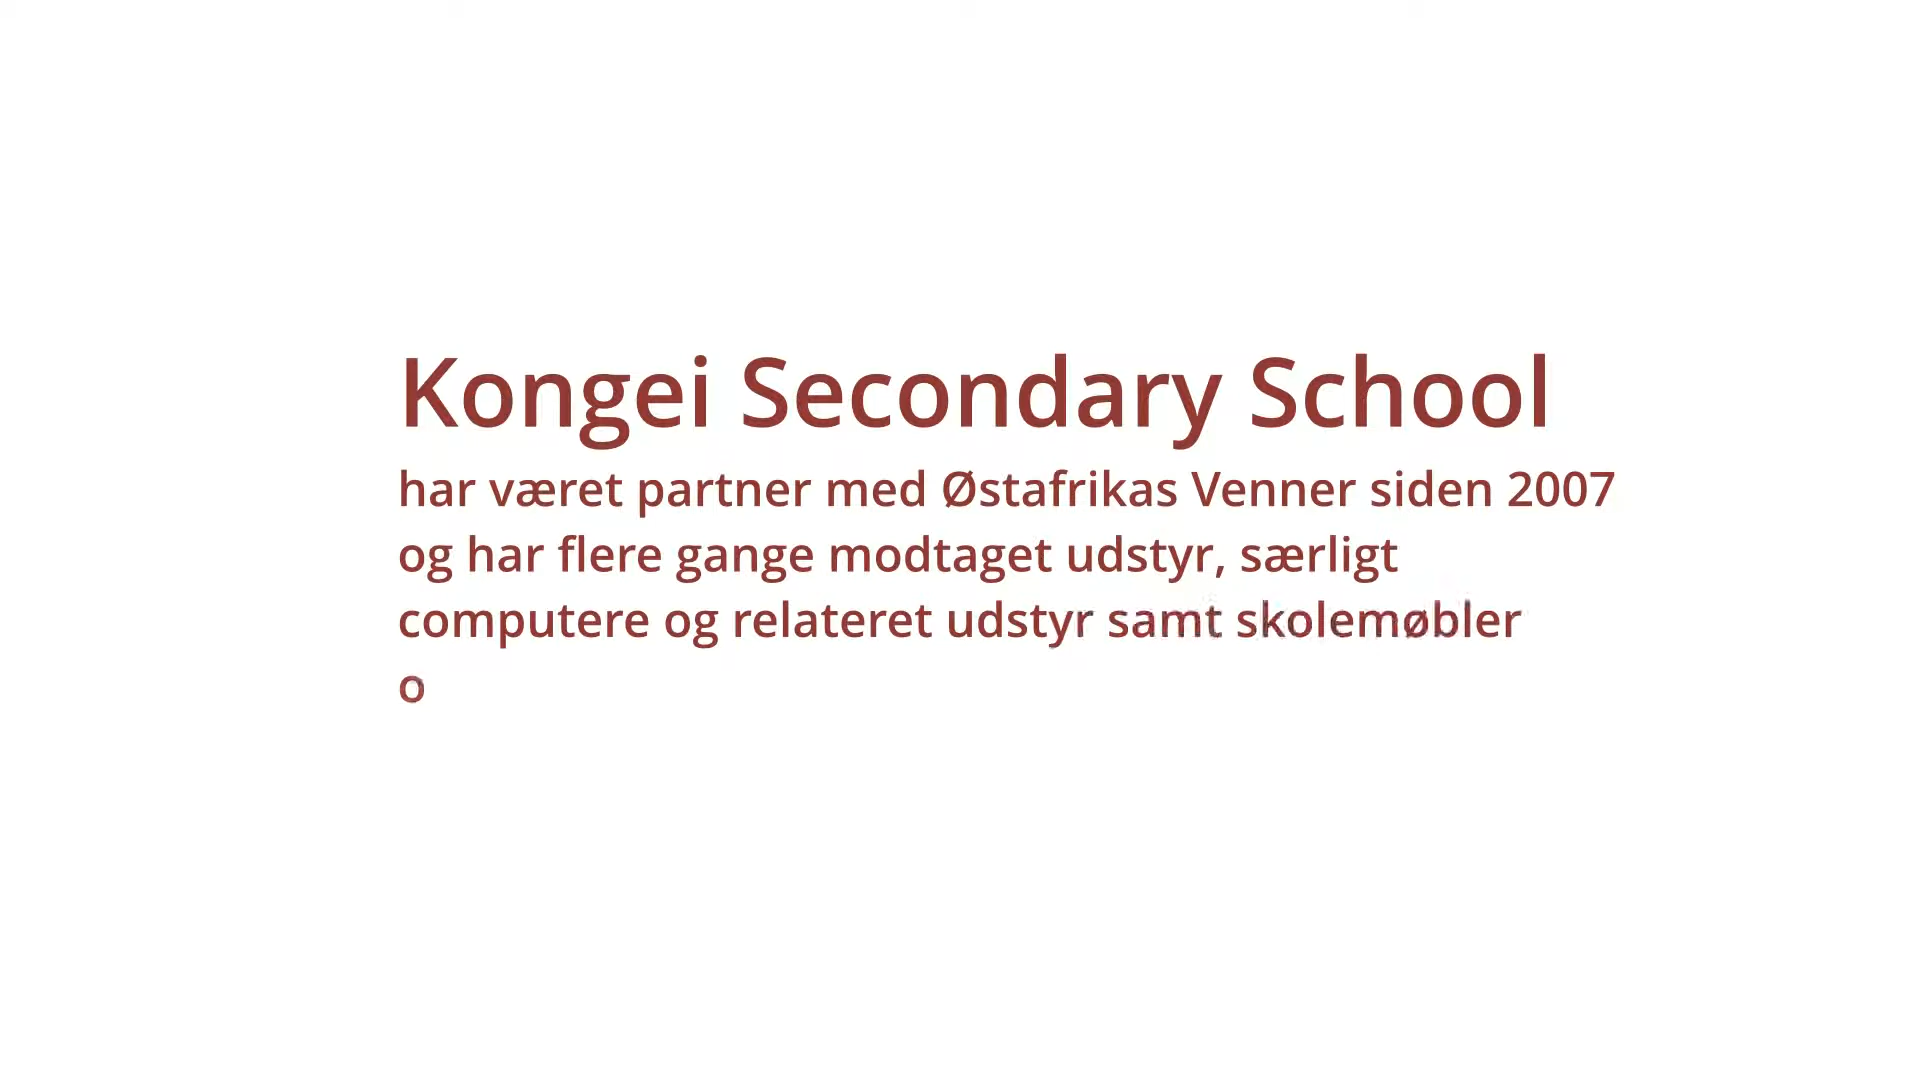 Kongei Secondary School
har været partner med Østafrikas Venner siden 2007
og har flere gange modtaget udstyr, særligt
computere og relateret udstyr samt skolemøbler
o